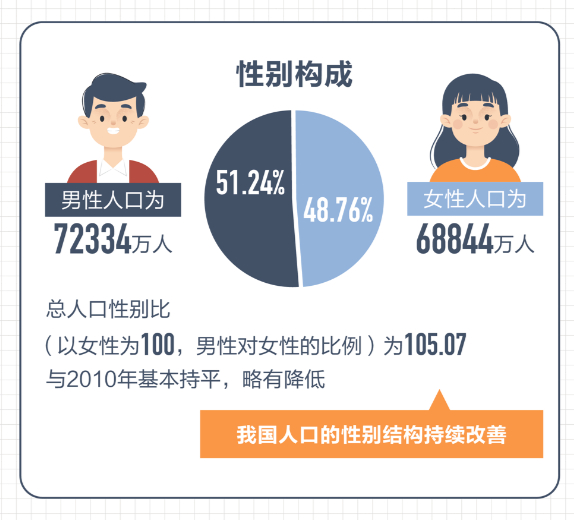 性别构成
51.24%
48.76%
男性人口为
72334万人
女性人口为
68844万人
总人口性别比
（以女性为100，男性对女性的比例）为105.07
与2010年基本持平，略有降低
我国人口的性别结构持续改善